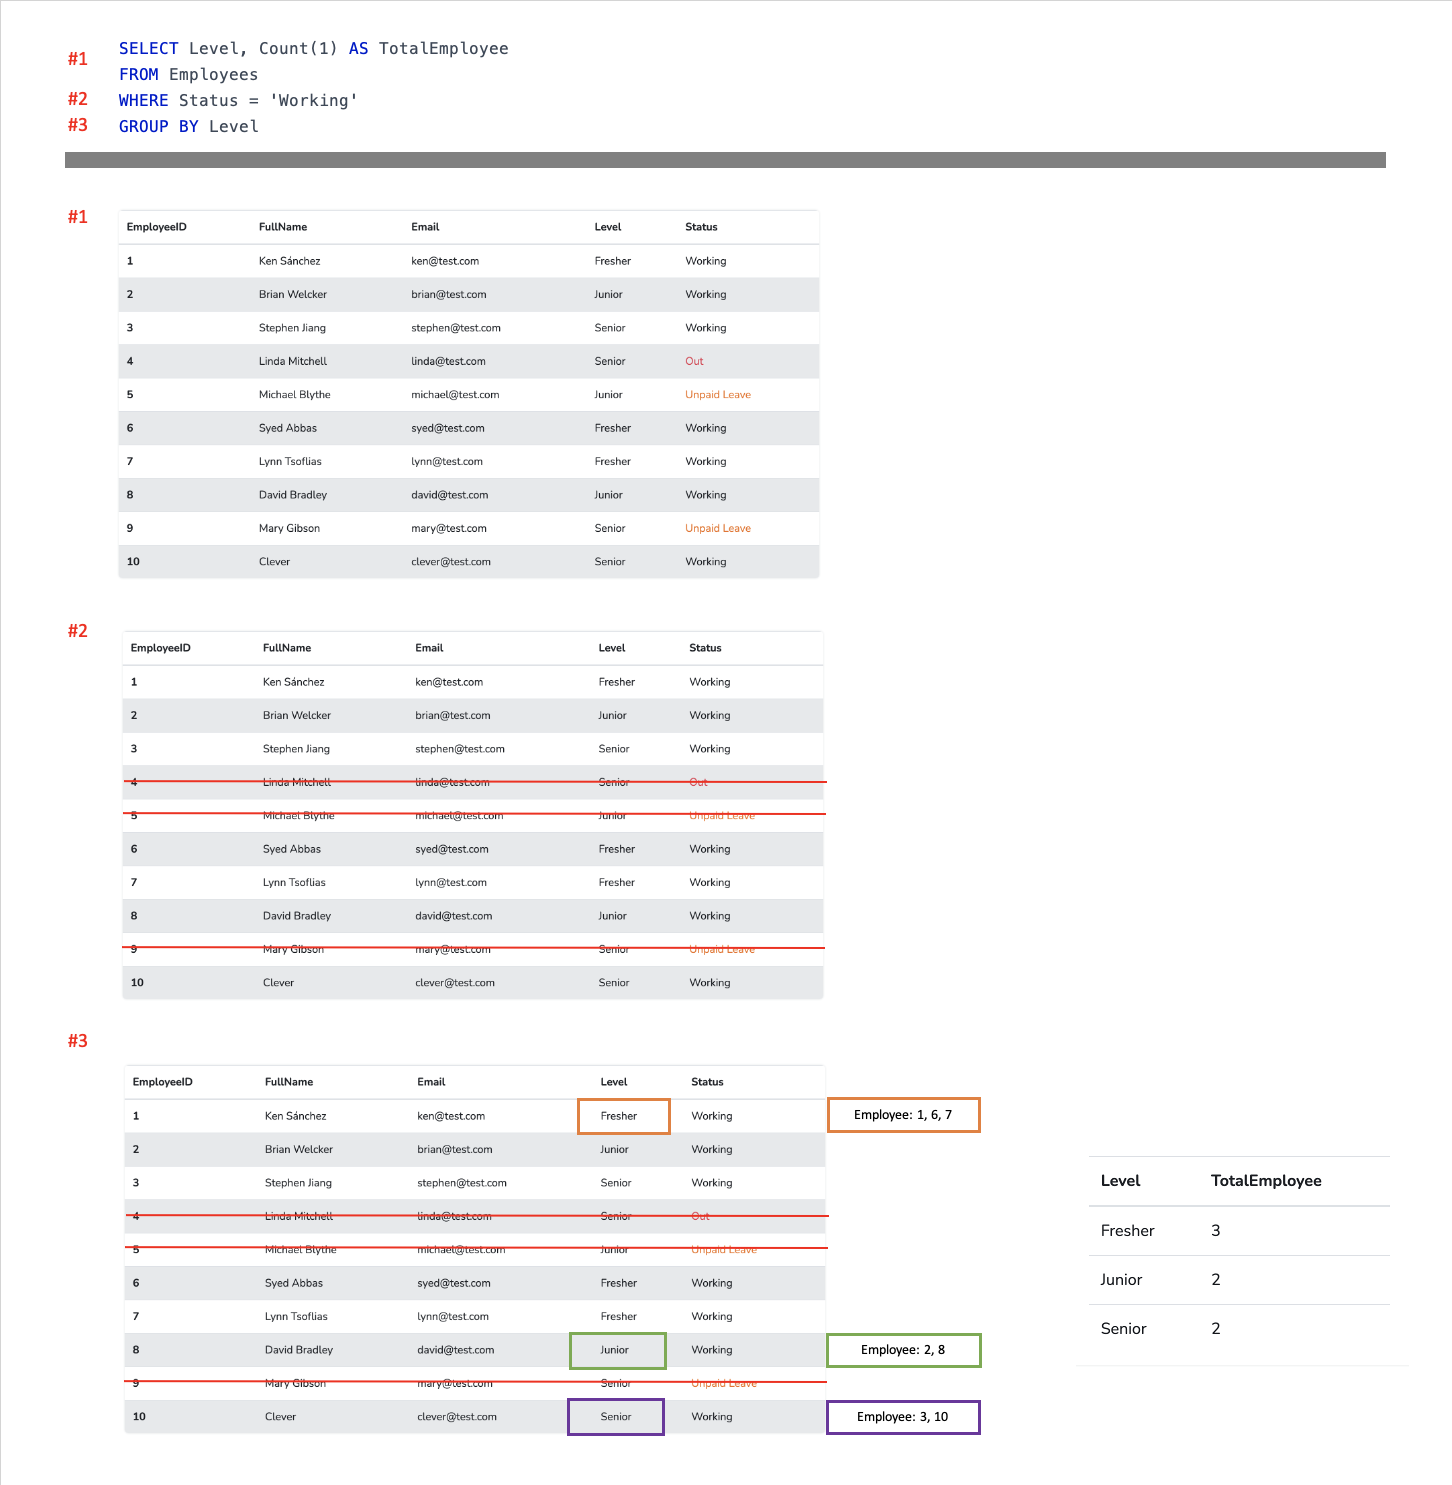 #1
SELECT Level, Count(1) AS TotalEmployee
FROM Employees
#2 WHERE Status = 'Working'
#3 GROUP BY Level
#1
EmployeeID FullName Email Level Status
1 Ken Sánchez ken@test.com Fresher Working
2 Brian Welcker brian@test.com Junior Working
3 Stephen Jiang stephen@test.com Senior Working
4 Linda Mitchell linda@test.com Senior Out
5 Michael Blythe michael@test.com Junior Unpaid Leave
6 Syed Abbas syed@test.com Fresher Working
7 Lynn Tsoflias lynn@test.com Fresher Working
8 David Bradley david@test.com Junior Working
9 Mary Gibson mary@test.com Senior Unpaid Leave
10 Clever clever@test.com Senior Working
#2
EmployeeID FullName Email Level Status
1 Ken Sánchez ken@test.com Fresher Working
2 Brian Welcker brian@test.com Junior Working
3 Stephen Jiang stephen@test.com Senior Working
4 Linda Mitchell linda@test.com Senior Out
5 Michael Blythe michael@test.com Junior Unpaid Leave
6 Syed Abbas syed@test.com Fresher Working
7 Lynn Tsoflias lynn@test.com Fresher Working
8 David Bradley david@test.com Junior Working
9 Mary Gibson mary@test.com Senior Unpaid Leave
10 Clever clever@test.com Senior Working
#3
EmployeeID FullName Email Level Status
1 Ken Sánchez ken@test.com Fresher Working Employee: 1, 6, 7
2 Brian Welcker brian@test.com Junior Working
3 Stephen Jiang stephen@test.com Senior Working
4 Linda Mitchell linda@test.com Senior Out
5 Michael Blythe michael@test.com Junior Unpaid Leave
6 Syed Abbas syed@test.com Fresher Working
7 Lynn Tsoflias lynn@test.com Fresher Working
8 David Bradley david@test.com Junior Working Employee: 2, 8
9 Mary Gibson mary@test.com Senior Unpaid Leave
10 Clever clever@test.com Senior Working Employee: 3, 10
Level TotalEmployee
Fresher 3
Junior 2
Senior 2